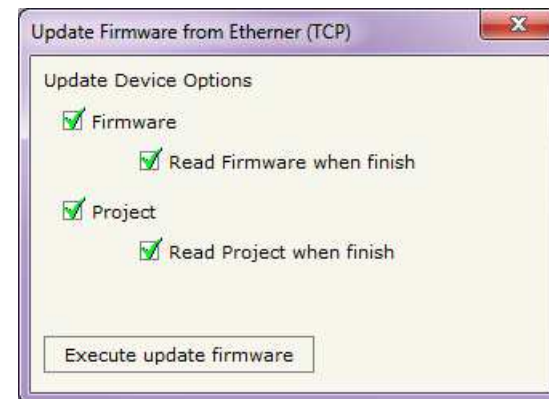 Update Firmware from Etherner (TCP)
Update Device Options
Firmware
Read Firmware when finish
Project
Read Project when finish
Execute update firmware